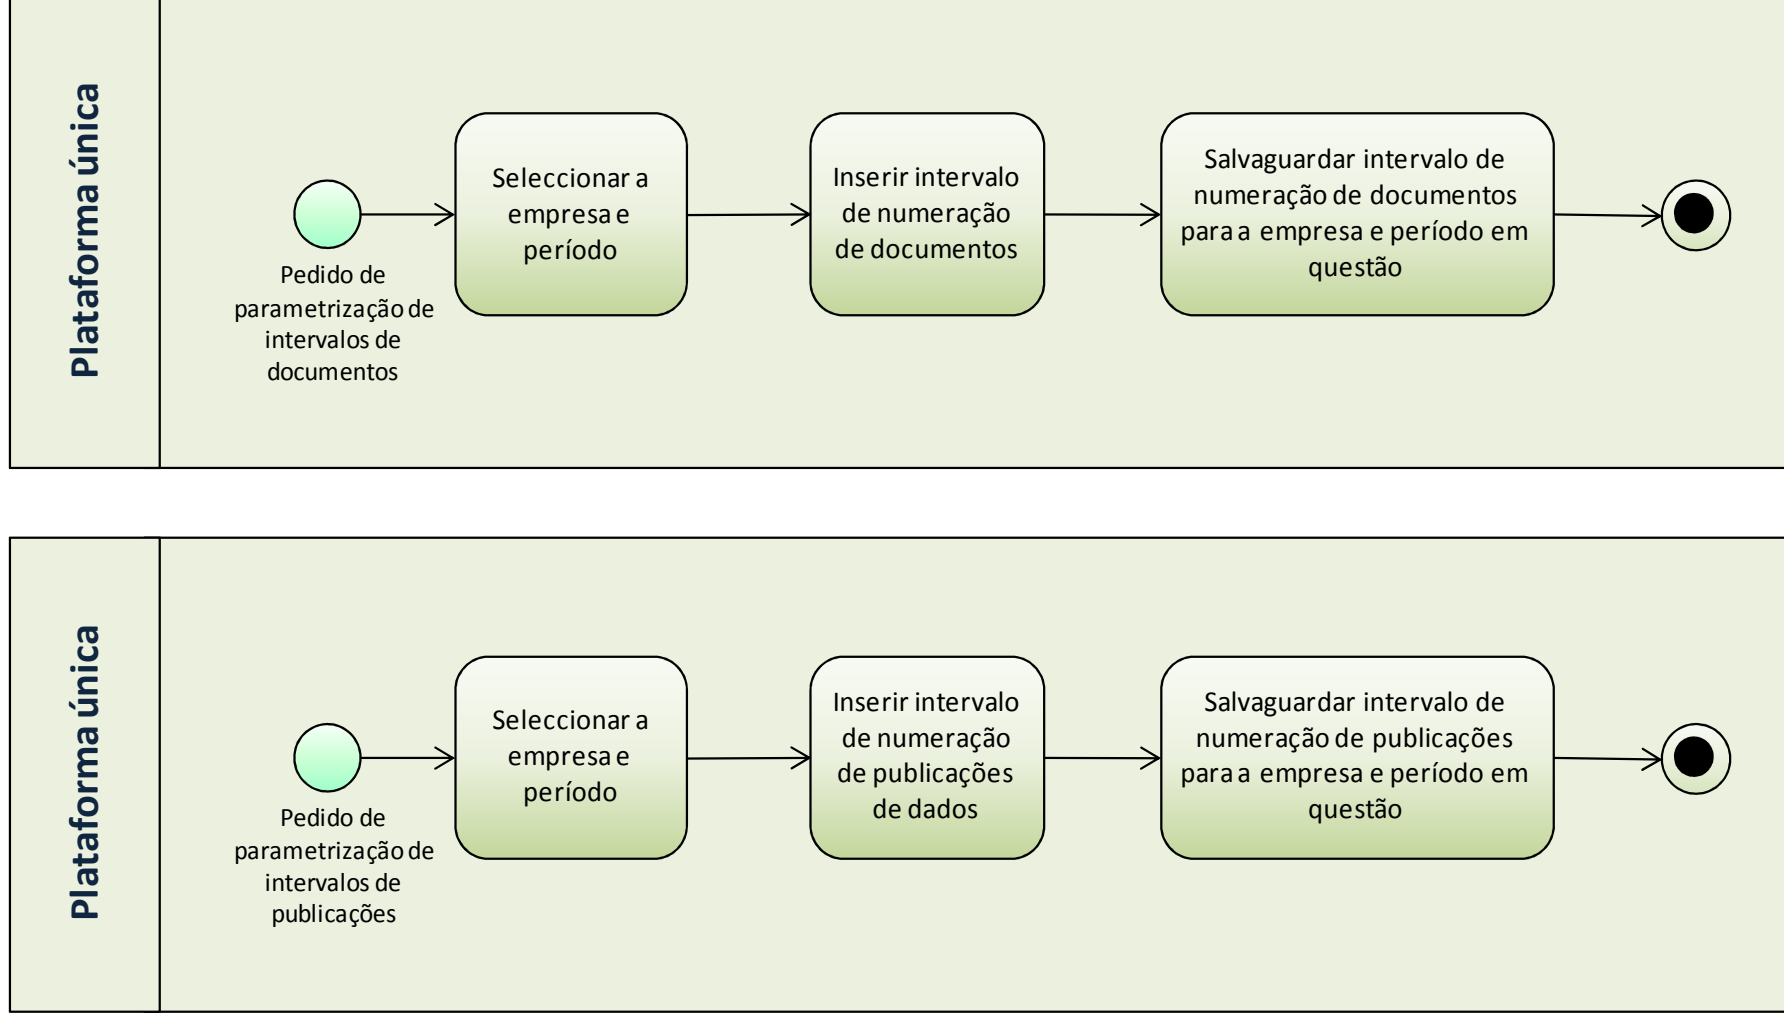 Plataforma única
Seleccionar a
empresa e
período
Inserir intervalo
de numeração
de documentos
Salvaguardar intervalo de
numeração de documentos
para a empresa e período em
questão
Pedido de
parametrização de
intervalos de
documentos
Plataforma única
Seleccionar a
empresa e
período
Inserir intervalo
de numeração
de publicações
de dados
Salvaguardar intervalo de
numeração de publicações
para a empresa e período em
questão
Pedido de
parametrização de
intervalos de
publicações